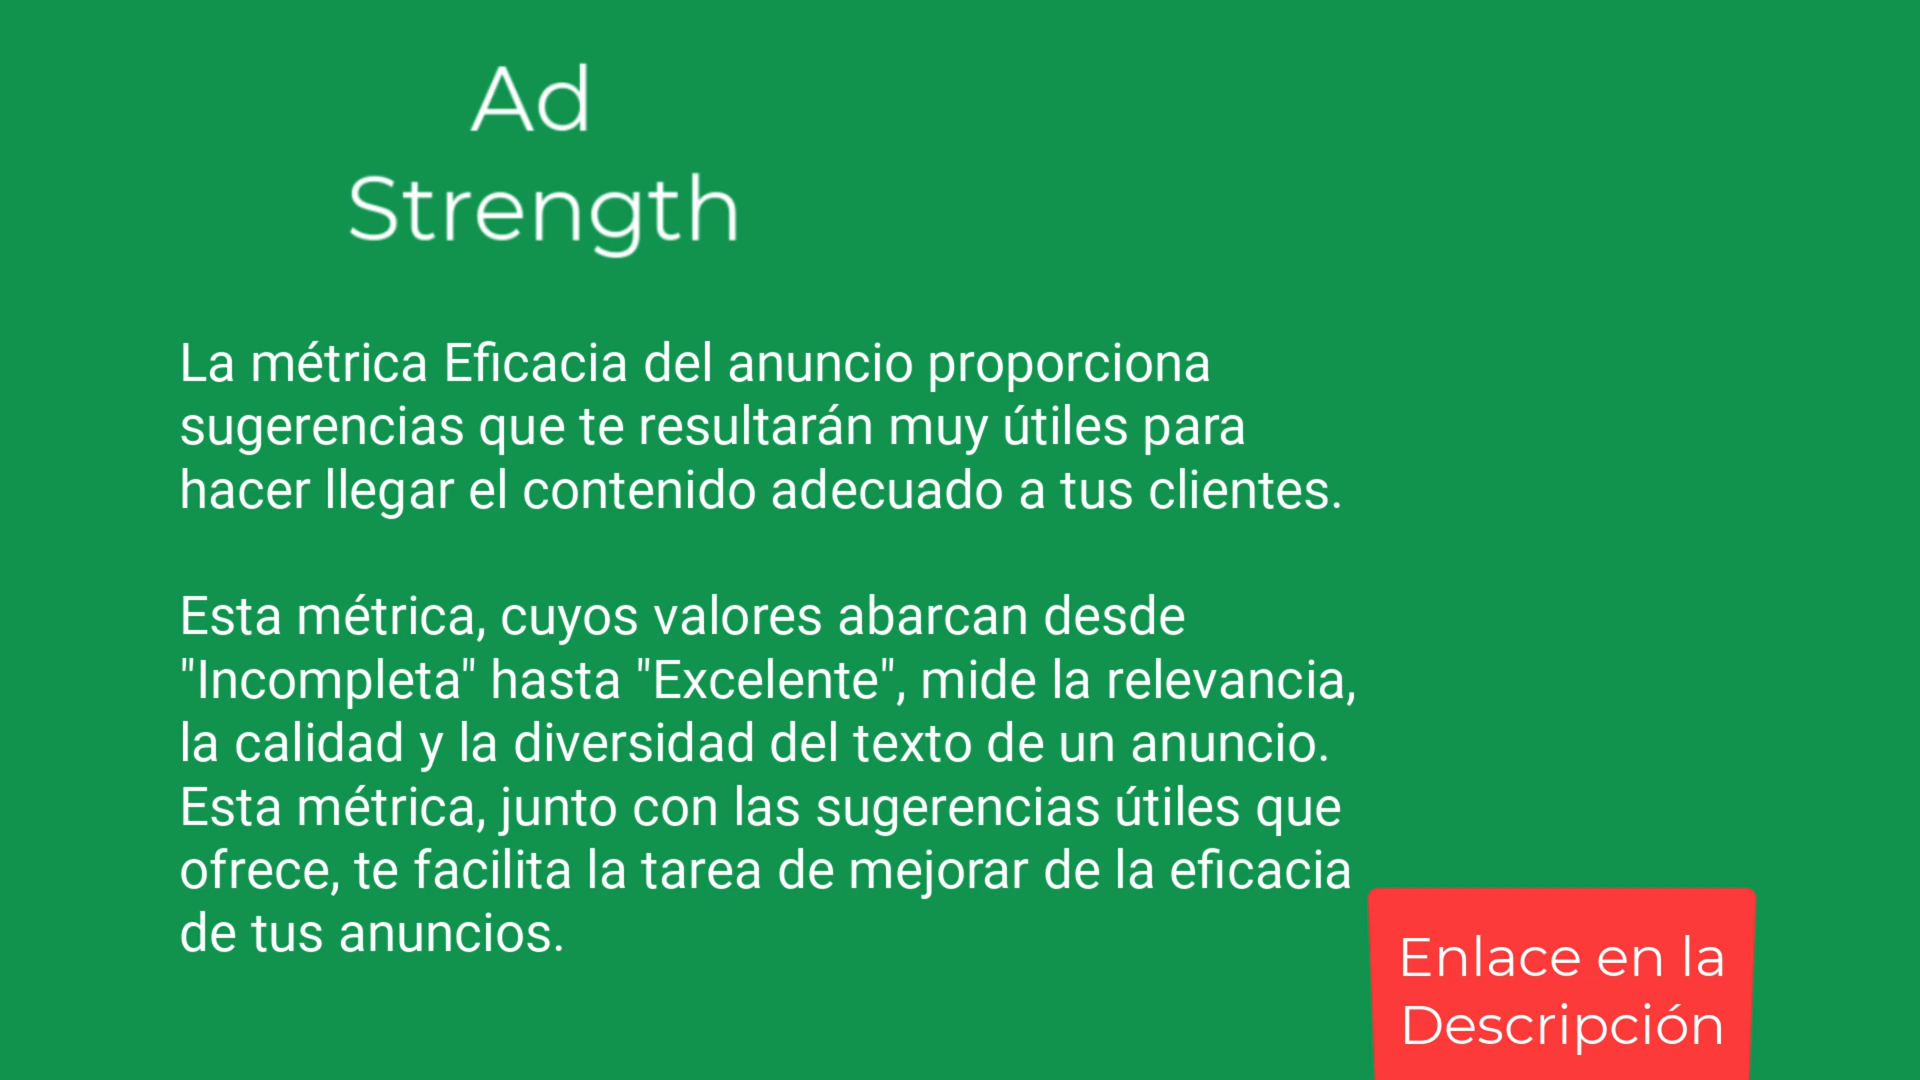 Ad
Strength
La métrica Eficacia del anuncio proporciona
sugerencias que te resultarán muy útiles para
hacer llegar el contenido adecuado a tus clientes.
Esta métrica, cuyos valores abarcan desde
"Incompleta" hasta "Excelente", mide la relevancia,
la calidad y la diversidad del texto de un anuncio.
Esta métrica, junto con las sugerencias útiles que
ofrece, te facilita la tarea de mejorar de la eficacia
de tus anuncios.
Enlace en la
Descripción